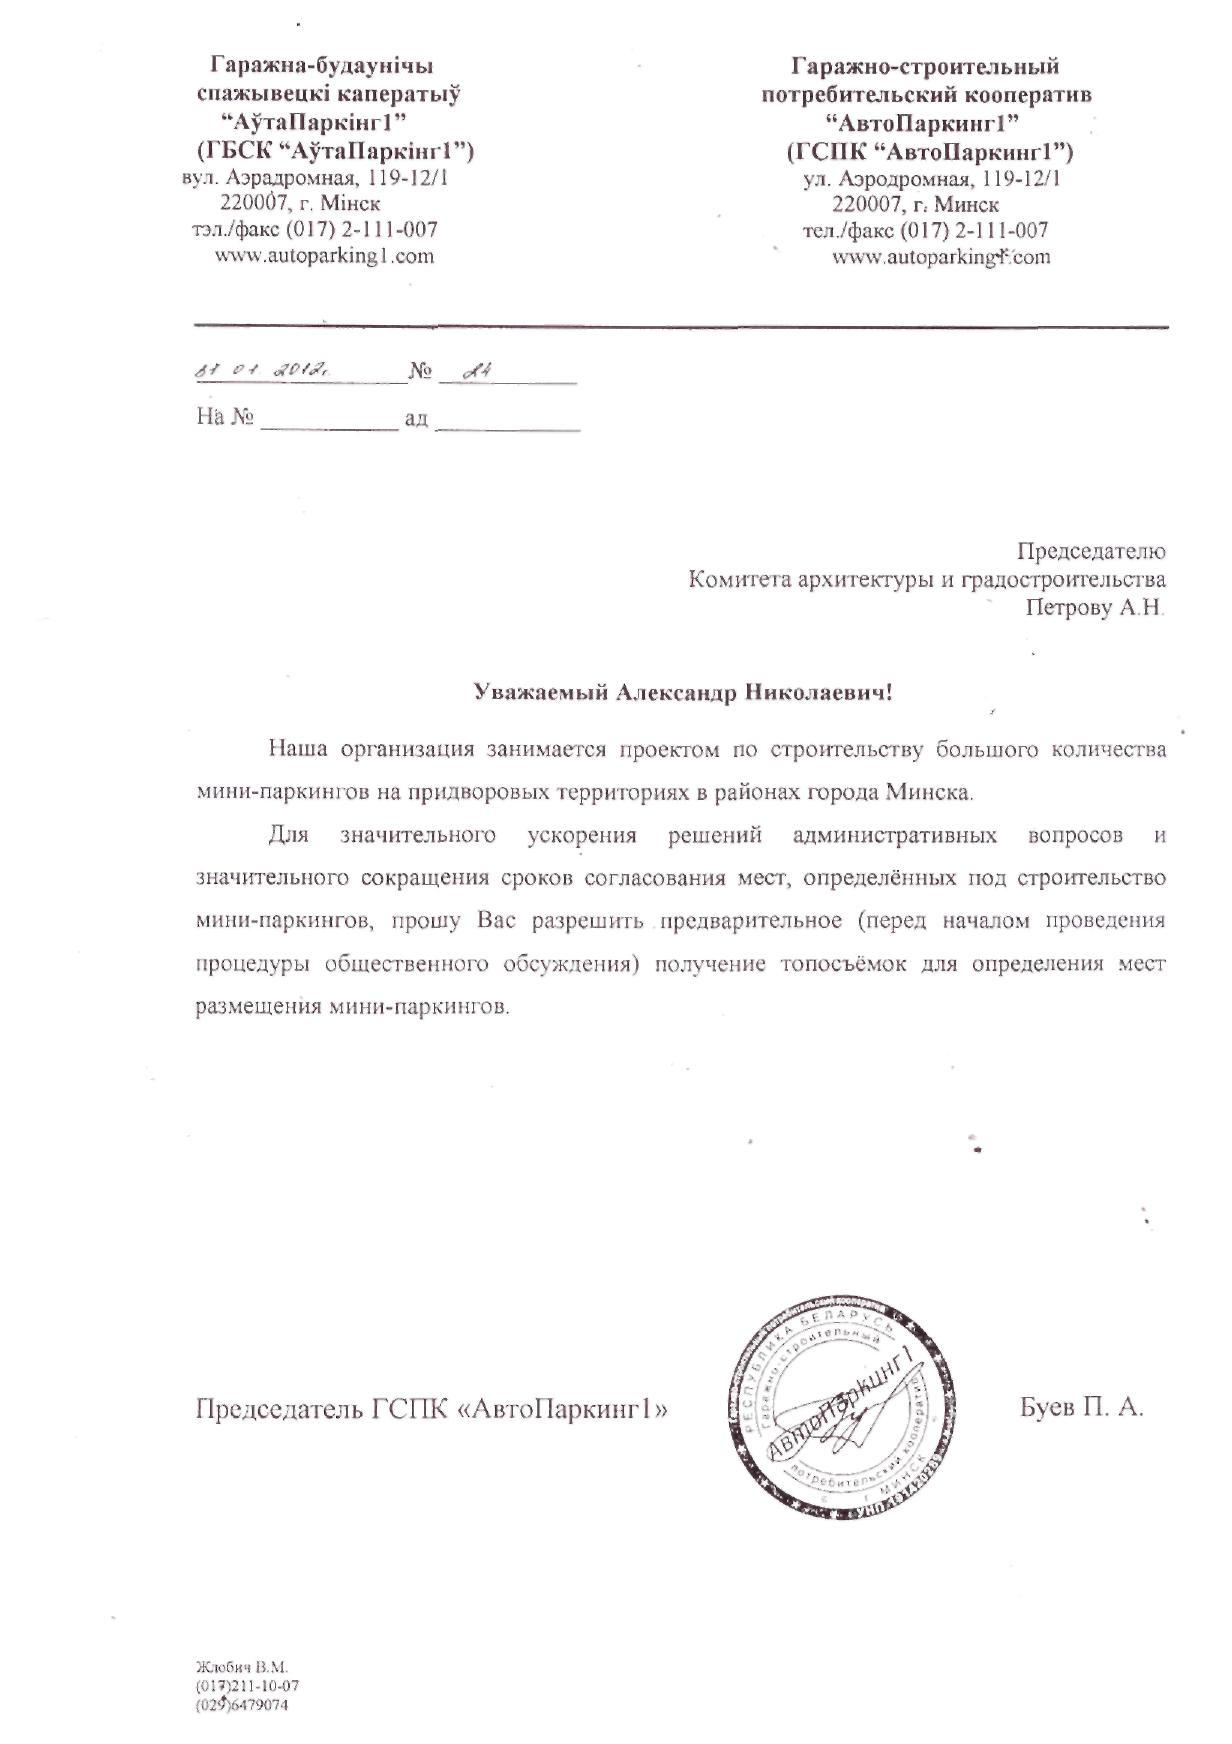 Гаражна-будаунічы
спажывецкі каператыў
“АўтаПаркінг1”
(ГБСК “АўтаПаркінг1”)
вул. Аэрадромная, 119-12/1
220007, г. Мінск
тэл./факс (017) 2-111-007
www.autoparking1.com
Гаражно-строительный
потребительский кооператив
“АвтоПаркинг1”
(ГСПК “АвтоПаркинг1”)
ул. Аэродромная, 119-12/1
220007, г. Минск
тел./факс (017) 2-111-007
www.autoparking1.com
31 01 2012г. № 24
На № ____________ ад ____________
Председателю
Комитета архитектуры и градостроительства
Петрову А.Н.
Уважаемый Александр Николаевич!
Наша организация занимается проектом по строительству большого количества
мини-паркингов на придворовых территориях в районах города Минска.
Для значительного ускорения решений административных вопросов и
значительного сокращения сроков согласования мест, определённых под строительство
мини-паркингов, прошу Вас разрешить предварительное (перед началом проведения
процедуры общественного обсуждения) получение топосъёмок для определения мест
размещения мини-паркингов.
Председатель ГСПК «АвтоПаркинг1»
РЕСПУБЛИКА БЕЛАРУСЬ
Гаражно-строительный
АвтоПаркинг1
потребительский кооператив
г. МИНСК
УНП
Буев П. А.
Жлобич В.М.
(017)211-10-07
(029)6479074